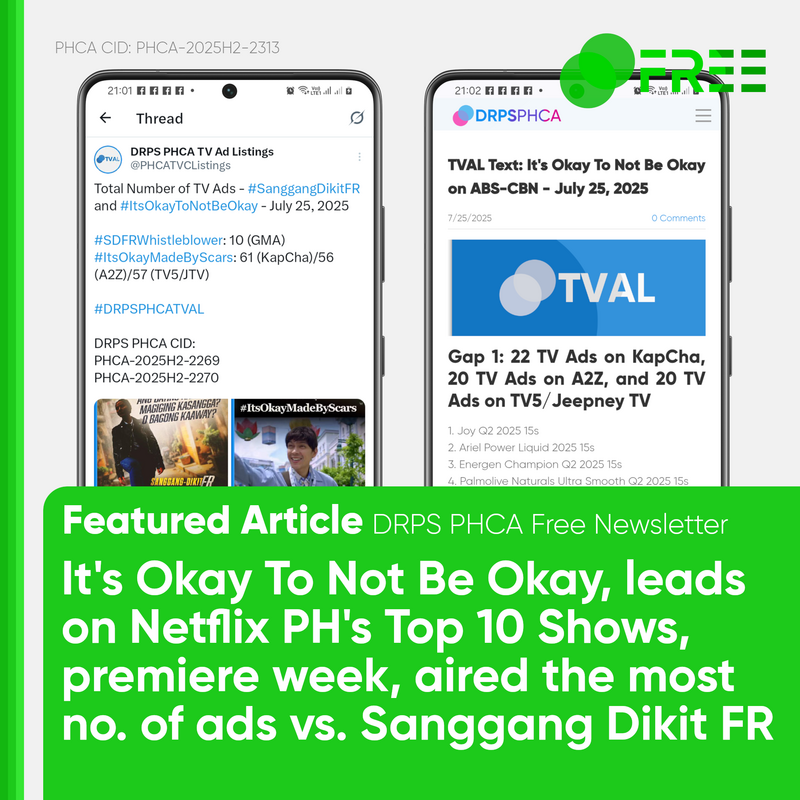 PHCA CID: PHCA-2025H2-2313
FREE
21:01
Thread
DRPS PHCA TV Ad Listings
@PHCATVCListings
TVAL
Total Number of TV Ads - #SanggangDikitFR
and #ItsOkayToNotBeOkay - July 25, 2025
#SDFRWhistleblower: 10 (GMA)
#ItsOkayMadeByScars: 61 (KapCha)/56
(A2Z)/57 (TV5/JTV)
#DRPSPHCATVAL
DRPS PHCA CID:
PHCA-2025H2-2269
PHCA-2025H2-2270
ANG BAGONG DARATING
MAGIGING KASANGGA?
O BAGONG KAAWAY?
SANGGANG-DIKIT FR
#ItsOkayMadeByScars
21:02
DRPSPHCA
TVAL Text: It's Okay To Not Be Okay
on ABS-CBN - July 25, 2025
7/25/2025
0 Comments
TVAL
Gap 1: 22 TV Ads on KapCha,
20 TV Ads on A2Z, and 20 TV
Ads on TV5/Jeepney TV
1. Joy Q2 2025 15s
2. Ariel Power Liquid 2025 15s
3. Energen Champion Q2 2025 15s
4. Palmolive Naturals Ultra Smooth Q2 2025 15s
Featured Article DRPS PHCA Free Newsletter
It's Okay To Not Be Okay, leads
on Netflix PH's Top 10 Shows,
premiere week, aired the most
no. of ads vs. Sanggang Dikit FR